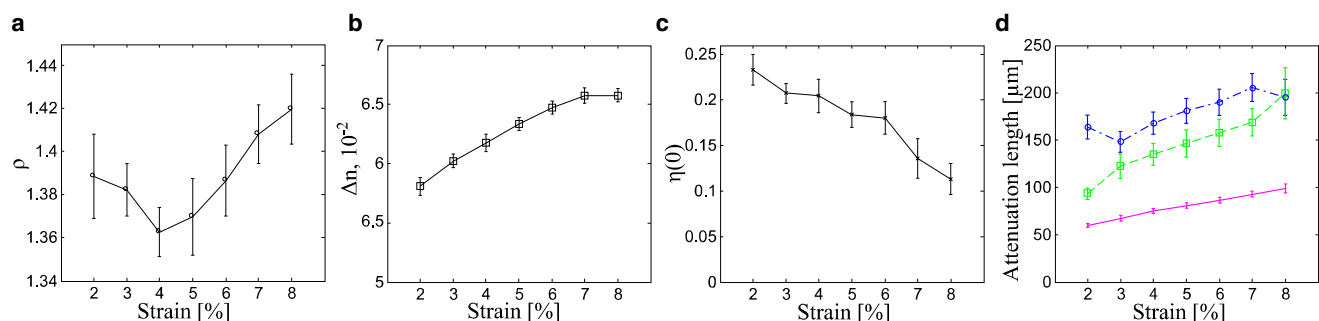 a
1.44
1.42
1.4
1.38
1.36
1.34
ρ
2 3 4 5 6 7 8
Strain [%]
b
7
6.5
6
6.5
5
Δn, 10⁻²
2 3 4 5 6 7 8
Strain [%]
c
0.25
0.2
0.15
0.1
0.05
0
η(0)
2 3 4 5 6 7 8
Strain [%]
d
250
200
150
100
50
0
Attenuation length [µm]
2 3 4 5 6 7 8
Strain [%]